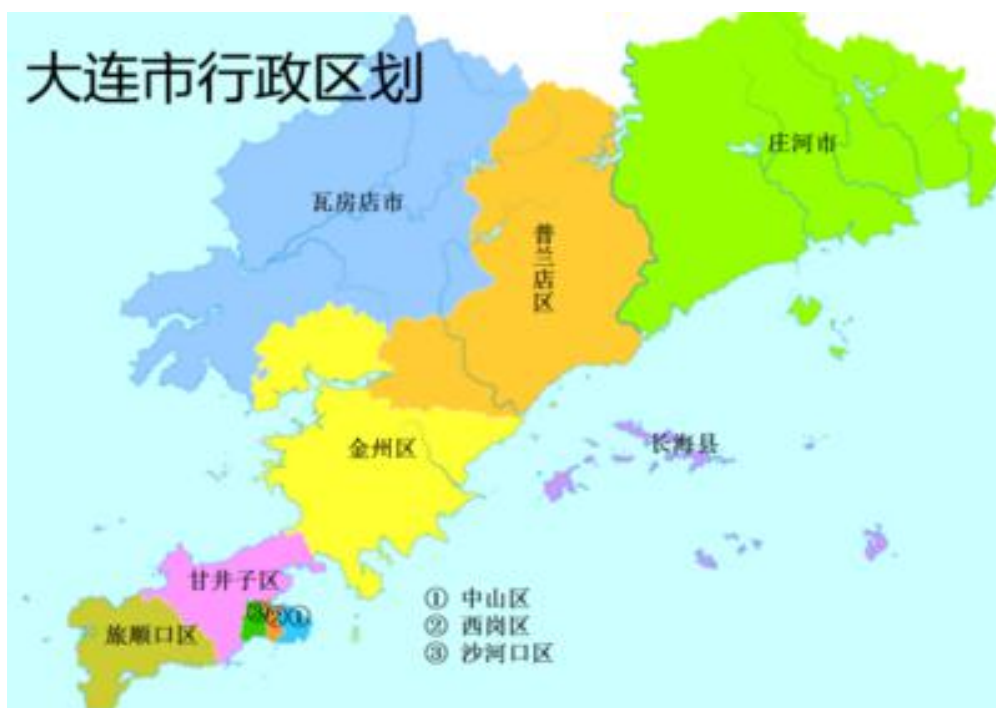 大连市行政区划
庄河市
瓦房店市
普兰店区
长海县
金州区
甘井子区
① 中山区
② 西岗区
③ 沙河口区
③②①
旅顺口区